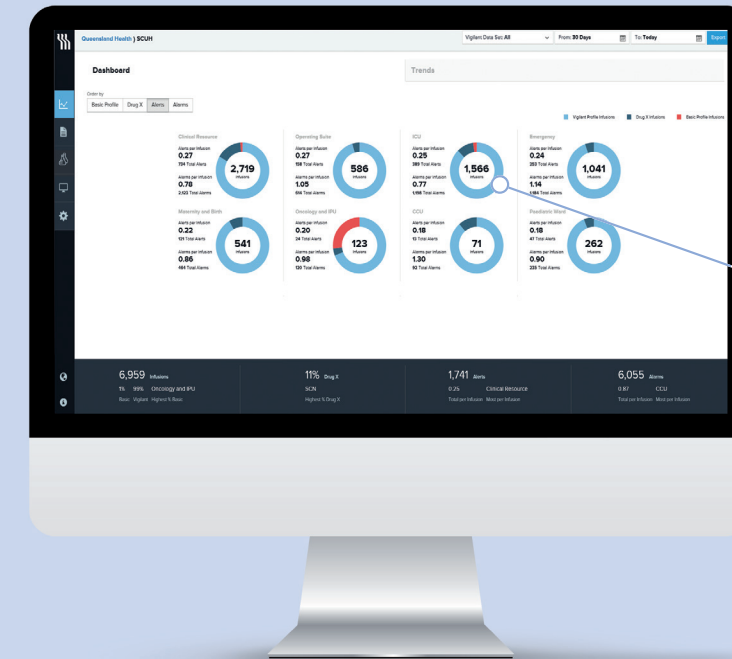 Queensland Health ) SCUH
Vigilant Data Set: All
From: 30 Days
To: Today
Export
Dashboard
Trends
Order by
Basic Profile
Drug X
Alerts
Alarms
Vigilant Profile Infusions
Drug X Infusions
Basic Profile Infusions
Clinical Resource
Alerts per Infusion
0.27
734 Total Alerts
Alarms per Infusion
0.78
2,123 Total Alarms
2,719
Infusions
Operating Suite
Alerts per Infusion
0.27
158 Total Alerts
Alarms per Infusion
1.05
614 Total Alarms
586
Infusions
ICU
Alerts per Infusion
0.25
389 Total Alerts
Alarms per Infusion
0.77
Total Alarms
1,566
Infusions
Emergency
Alerts per Infusion
0.24
253 Total Alerts
Alarms per Infusion
1.14
1,184 Total Alarms
1,041
Infusions
Maternity and Birth
Alerts per Infusion
0.22
121 Total Alerts
Alarms per Infusion
0.86
Total Alarms
541
Infusions
Oncology and IPU
Alerts per Infusion
0.20
24 Total Alerts
Alarms per Infusion
0.98
120 Total Alarms
123
Infusions
CCU
Alerts per Infusion
0.18
13 Total Alerts
Alarms per Infusion
1.30
92 Total Alarms
71
Infusions
Paediatric Ward
Alerts per Infusion
0.18
47 Total Alerts
Alarms per Infusion
0.90
235 Total Alarms
262
Infusions
6,959 Infusions
1% 99% Oncology and IPU
Basic Vigilant Highest % Basic
11% Drug X
SCN
Highest % Drug X
1,741 Alerts
0.25 Clinical Resource
Total per Infusion Most per Infusion
6,055 Alarms
0.87 CCU
Total per Infusion Most per Infusion